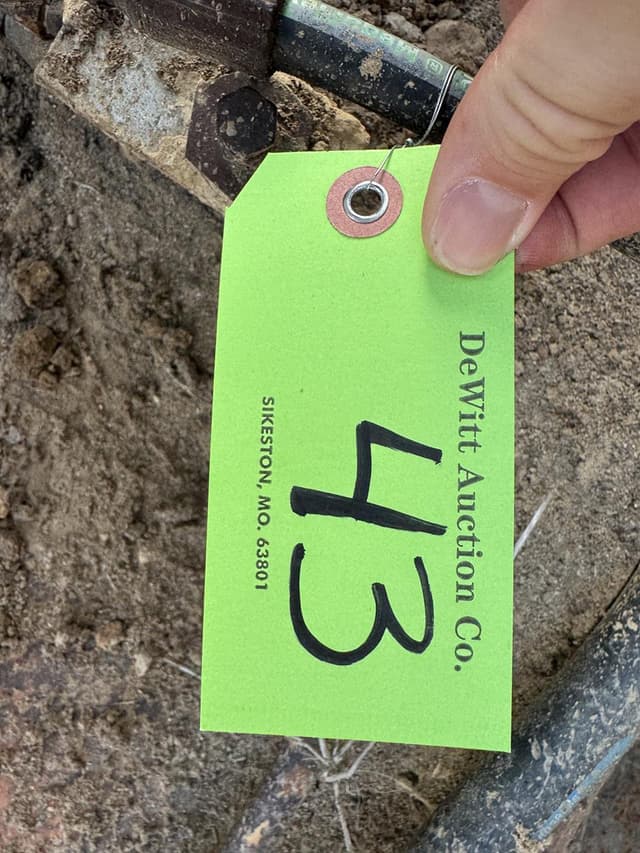 DeWitt Auction Co.
43
SIKESTON, MO. 63801